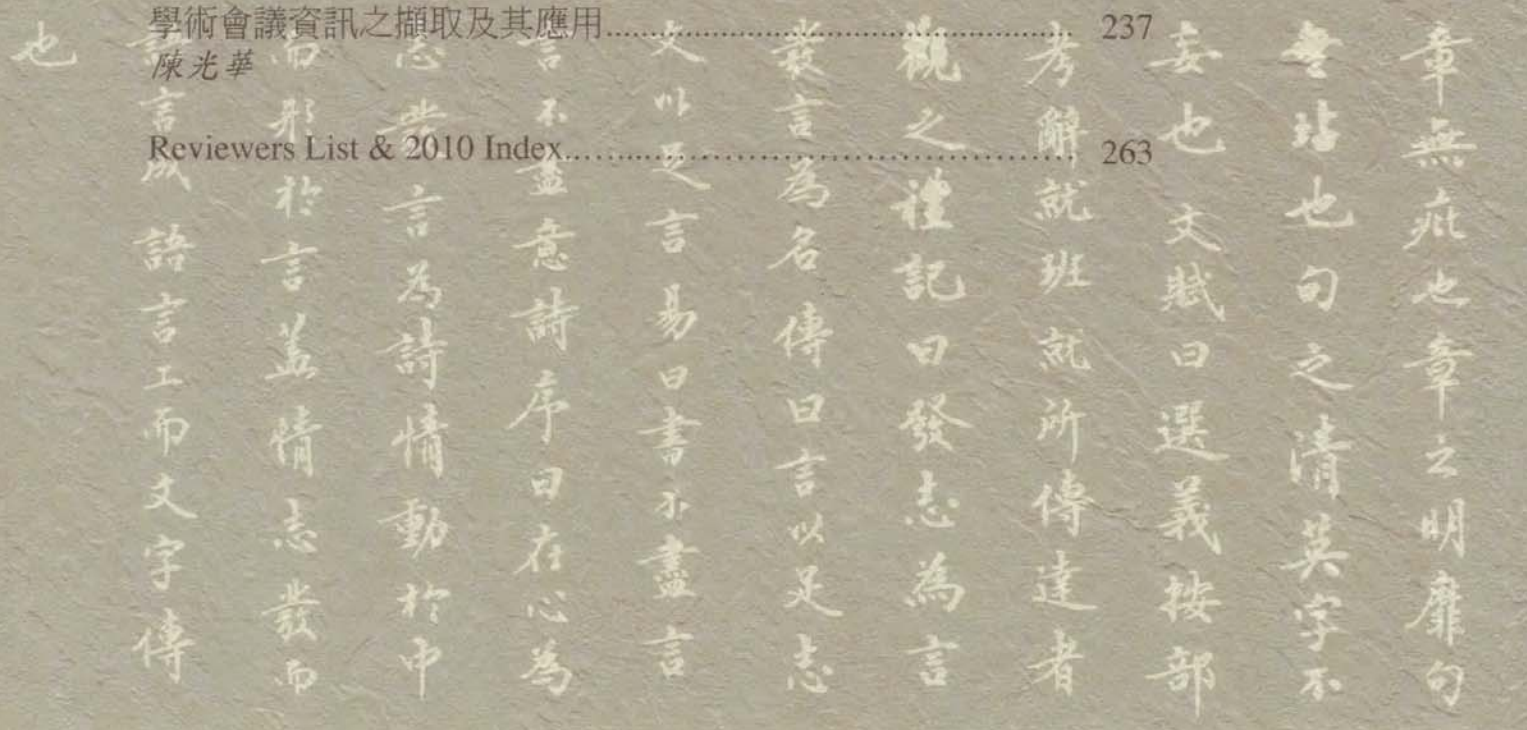 學術會議資訊之擷取及其應用 ........ 237
陳光華
Reviewers List & 2010 Index ........ 263
章無疵也章之明靡句
無玷也句之清英字不
妄也文賦曰選義按部
考辭就班就所傳達者
觀之禮記曰發志為言
發言為名傳曰言以足志
文以足言易曰書不盡言
言不盡意詩序曰在心為
志發言為詩情動於中
而形於言蓋情志發而
言成語言工而文字傳
也